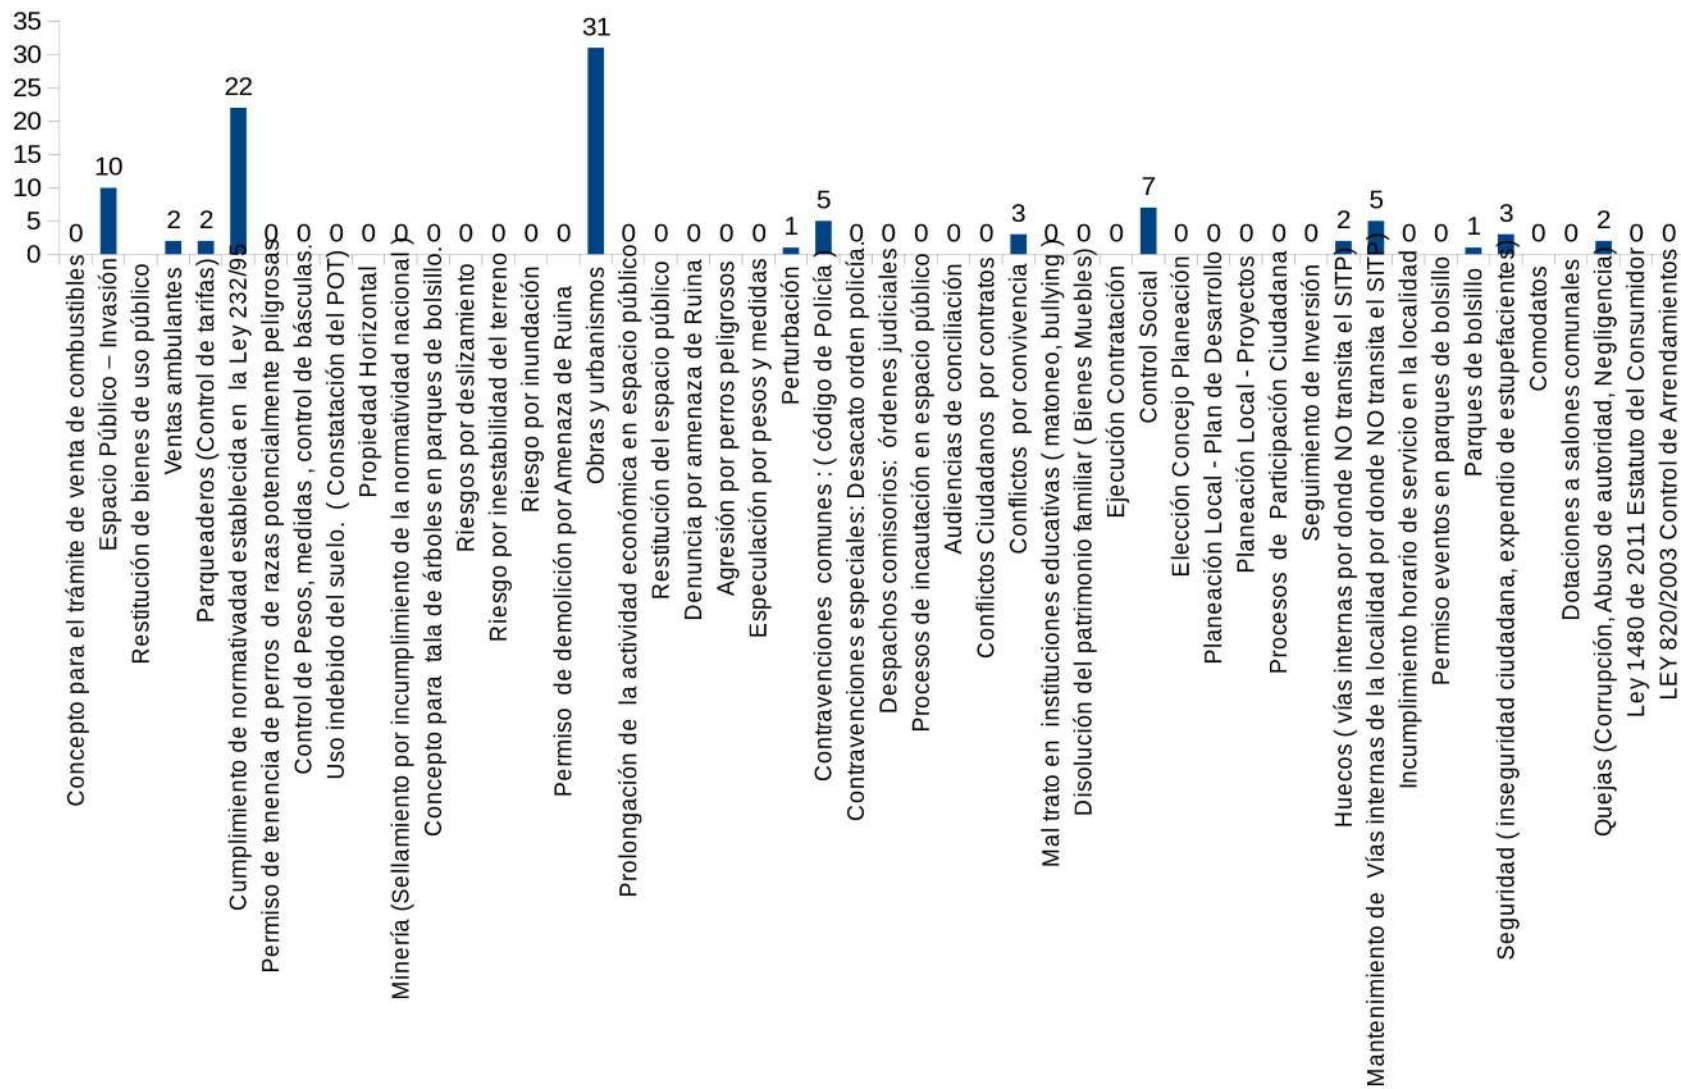 35
30
25
20
15
10
5
0
0
10
2
2
22
0
0
0
0
0
0
0
0
0
0
31
0
0
0
0
0
1
5
0
0
0
0
0
3
0
0
0
7
0
0
0
0
0
2
5
0
0
1
3
0
0
2
0
0
Concepto para el trámite de venta de combustibles
Espacio Público – Invasión
Restitución de bienes de uso público
Ventas ambulantes
Parqueaderos (Control de tarifas)
Cumplimiento de normativadad establecida en la Ley 232/95
Permiso de tenencia de perros de razas potencialmente peligrosas
Control de Pesos, medidas , control de básculas.
Uso indebido del suelo. ( Constatación del POT)
Propiedad Horizontal
Minería (Sellamiento por incumplimiento de la normatividad nacional )
Concepto para tala de árboles en parques de bolsillo.
Riesgos por deslizamiento
Riesgo por inestabilidad del terreno
Riesgo por inundación
Permiso de demolición por Amenaza de Ruina
Obras y urbanismos
Prolongación de la actividad económica en espacio público
Restitución del espacio público
Denuncia por amenaza de Ruina
Agresión por perros peligrosos
Especulación por pesos y medidas
Perturbación
Contravenciones comunes : ( código de Policía )
Contravenciones especiales: Desacato orden policía.
Despachos comisorios: órdenes judiciales
Procesos de incautación en espacio público
Audiencias de conciliación
Conflictos Ciudadanos por contratos
Conflictos por convivencia
Mal trato en instituciones educativas ( matoneo, bullying )
Disolución del patrimonio familiar ( Bienes Muebles)
Ejecución Contratación
Control Social
Elección Concejo Planeación
Planeación Local - Plan de Desarrollo
Planeación Local - Proyectos
Procesos de Participación Ciudadana
Seguimiento de Inversión
Huecos ( vías internas por donde NO transita el SITP)
Mantenimiento de Vías internas de la localidad por donde NO transita el SITP)
Incumplimiento horario de servicio en la localidad
Permiso eventos en parques de bolsillo
Parques de bolsillo
Seguridad ( inseguridad ciudadana, expendio de estupefacientes)
Comodatos
Dotaciones a salones comunales
Quejas (Corrupción, Abuso de autoridad, Negligencia)
Ley 1480 de 2011 Estatuto del Consumidor
LEY 820/2003 Control de Arrendamientos